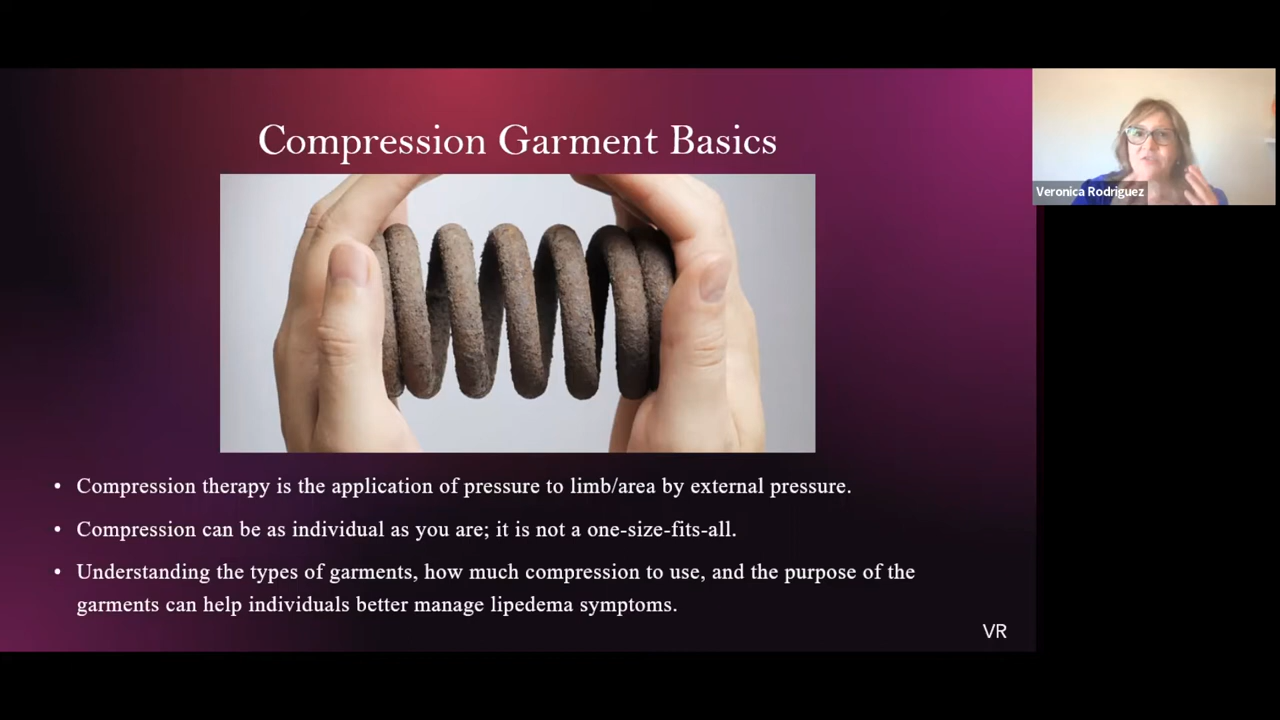 Compression Garment Basics
Veronica Rodriguez
• Compression therapy is the application of pressure to limb/area by external pressure.
• Compression can be as individual as you are; it is not a one-size-fits-all.
• Understanding the types of garments, how much compression to use, and the purpose of the
garments can help individuals better manage lipedema symptoms.
VR